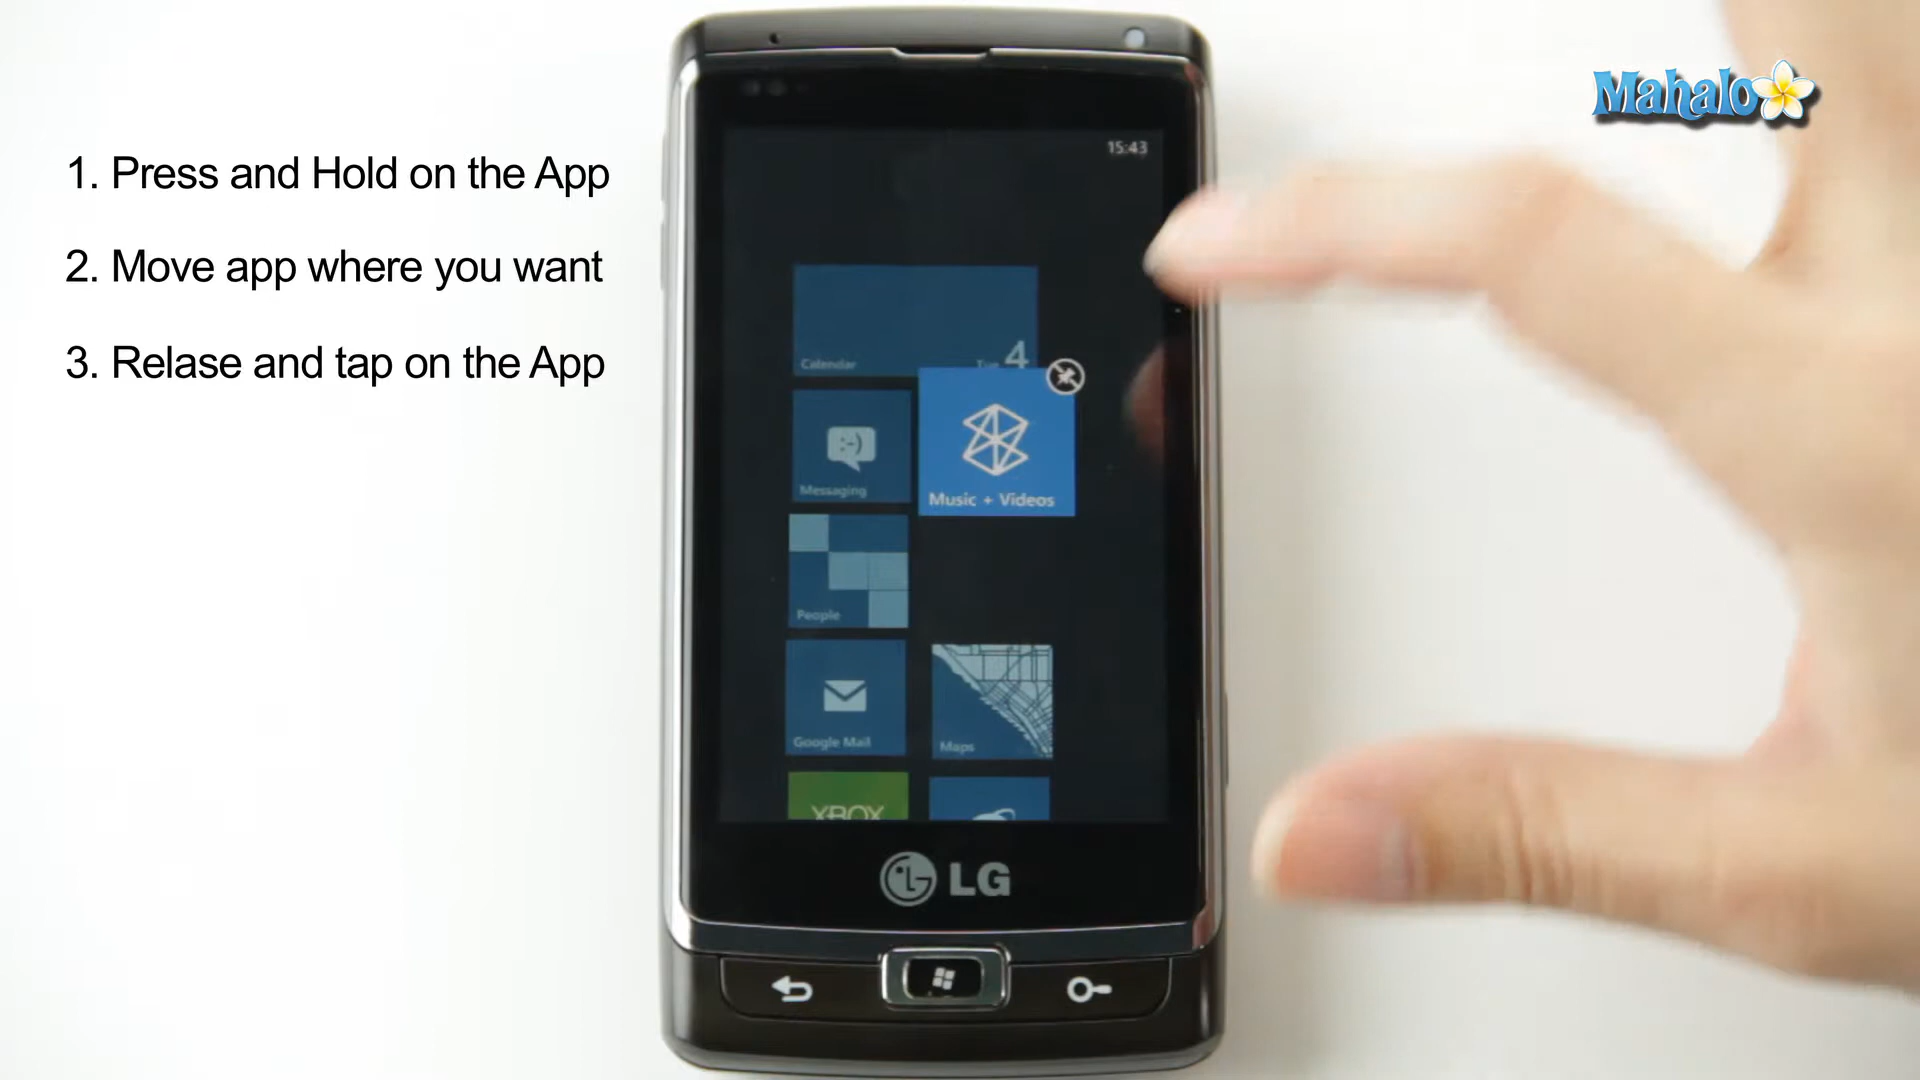 Mahalo
1. Press and Hold on the App
2. Move app where you want
3. Relase and tap on the App
15:43
Calendar
Tue 4
Messaging
:-)
Music + Videos
People
Google Mail
Maps
XBOX
LG